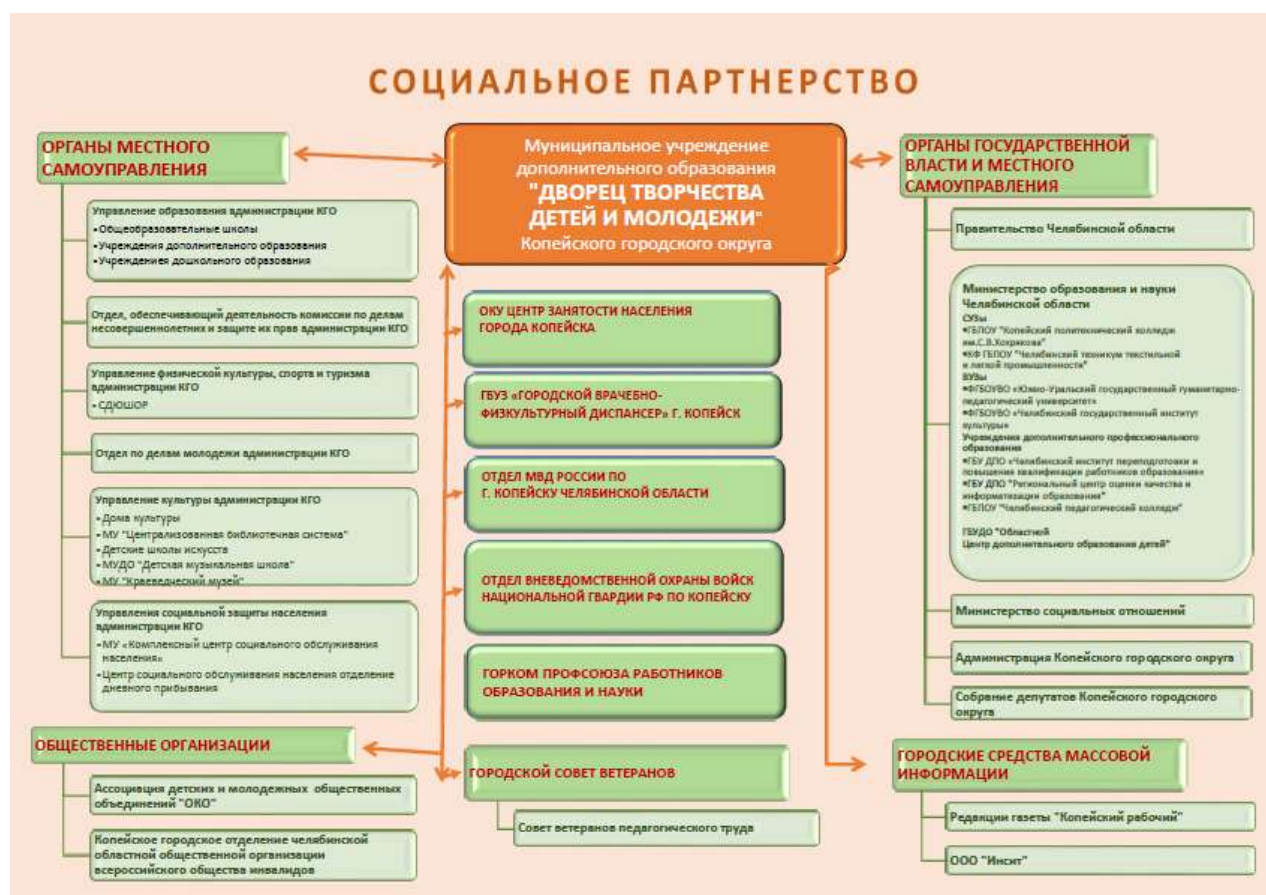 СОЦИАЛЬНОЕ ПАРТНЕРСТВО
ОРГАНЫ МЕСТНОГО
САМОУПРАВЛЕНИЯ
Управление образования администрации КГО
•Общеобразовательные школы
•Учреждения дополнительного образования
•Учрежденияея дошкольного образования
Отдел, обеспечивающий деятельность комиссии по делам
несовершеннолетних и защите их прав администрации КГО
Управление физической культуры, спорта и туризма
администрации КГО
• СДЮШОР
Отдел по делам молодежи администрации КГО
Управление культуры администрации КГО
• Дома культуры
• МУ "Централизованная библиотечная система"
• Детские школы искусств
• МУДО "Детская музыкальная школа"
• МУ "Краеведческий музей"
Управления социальной защиты населения
администрации КГО
• МУ «Комплексный центр социального обслуживания
населения»
• Центр социального обслуживания населения отделение
дневного прибывания
ОБЩЕСТВЕННЫЕ ОРГАНИЗАЦИИ
Ассоциация детских и молодежных общественных
объединений "ОКО"
Копейское городское отделение челябинской
областной общественной организации
всероссийского общества инвалидов
Муниципальное учреждение
дополнительного образования
"ДВОРЕЦ ТВОРЧЕСТВА
ДЕТЕЙ И МОЛОДЕЖИ"
Копейского городского округа
ОКУ ЦЕНТР ЗАНЯТОСТИ НАСЕЛЕНИЯ
ГОРОДА КОПЕЙСКА
ГБУЗ «ГОРОДСКОЙ ВРАЧЕБНО-
ФИЗКУЛЬТУРНЫЙ ДИСПАНСЕР» Г. КОПЕЙСК
ОТДЕЛ МВД РОССИИ ПО
Г. КОПЕЙСКУ ЧЕЛЯБИНСКОЙ ОБЛАСТИ
ОТДЕЛ ВНЕВЕДОМСТВЕННОЙ ОХРАНЫ ВОЙСК
НАЦИОНАЛЬНОЙ ГВАРДИИ РФ ПО КОПЕЙСКУ
ГОРКОМ ПРОФСОЮЗА РАБОТНИКОВ
ОБРАЗОВАНИЯ И НАУКИ
ГОРОДСКОЙ СОВЕТ ВЕТЕРАНОВ
Совет ветеранов педагогического труда
ОРГАНЫ ГОСУДАРСТВЕННОЙ
ВЛАСТИ И МЕСТНОГО
САМОУПРАВЛЕНИЯ
Правительство Челябинской области
Министерство образования и науки
Челябинской области
СУЗы
•ГБПОУ "Копейский политехнический колледж
им.С.В.Хохрякова"
•КФ ГБПОУ "Челябинский техникум текстильной
и легкой промышленности"
ВУЗы
•ФГБОУВО «Южно-Уральский государственный гуманитарно-
педагогический университет»
•ФГБОУВО «Челябинский государственный институт
культуры»
Учреждения дополнительного профессионального
образования
•ГБУ ДПО «Челябинский институт переподготовки и
повышения квалификации работников образования»
•ГБУ ДПО "Региональный центр оценки качества и
информатизации образования"
•ГБПОУ "Челябинский педагогический колледж"
ГБУДО "Областной
Центр дополнительного образования детей"
Министерство социальных отношений
Администрация Копейского городского округа
Собрание депутатов Копейского городского
округа
ГОРОДСКИЕ СРЕДСТВА МАССОВОЙ
ИНФОРМАЦИИ
Редакции газеты "Копейский рабочий"
ООО "Инсит"